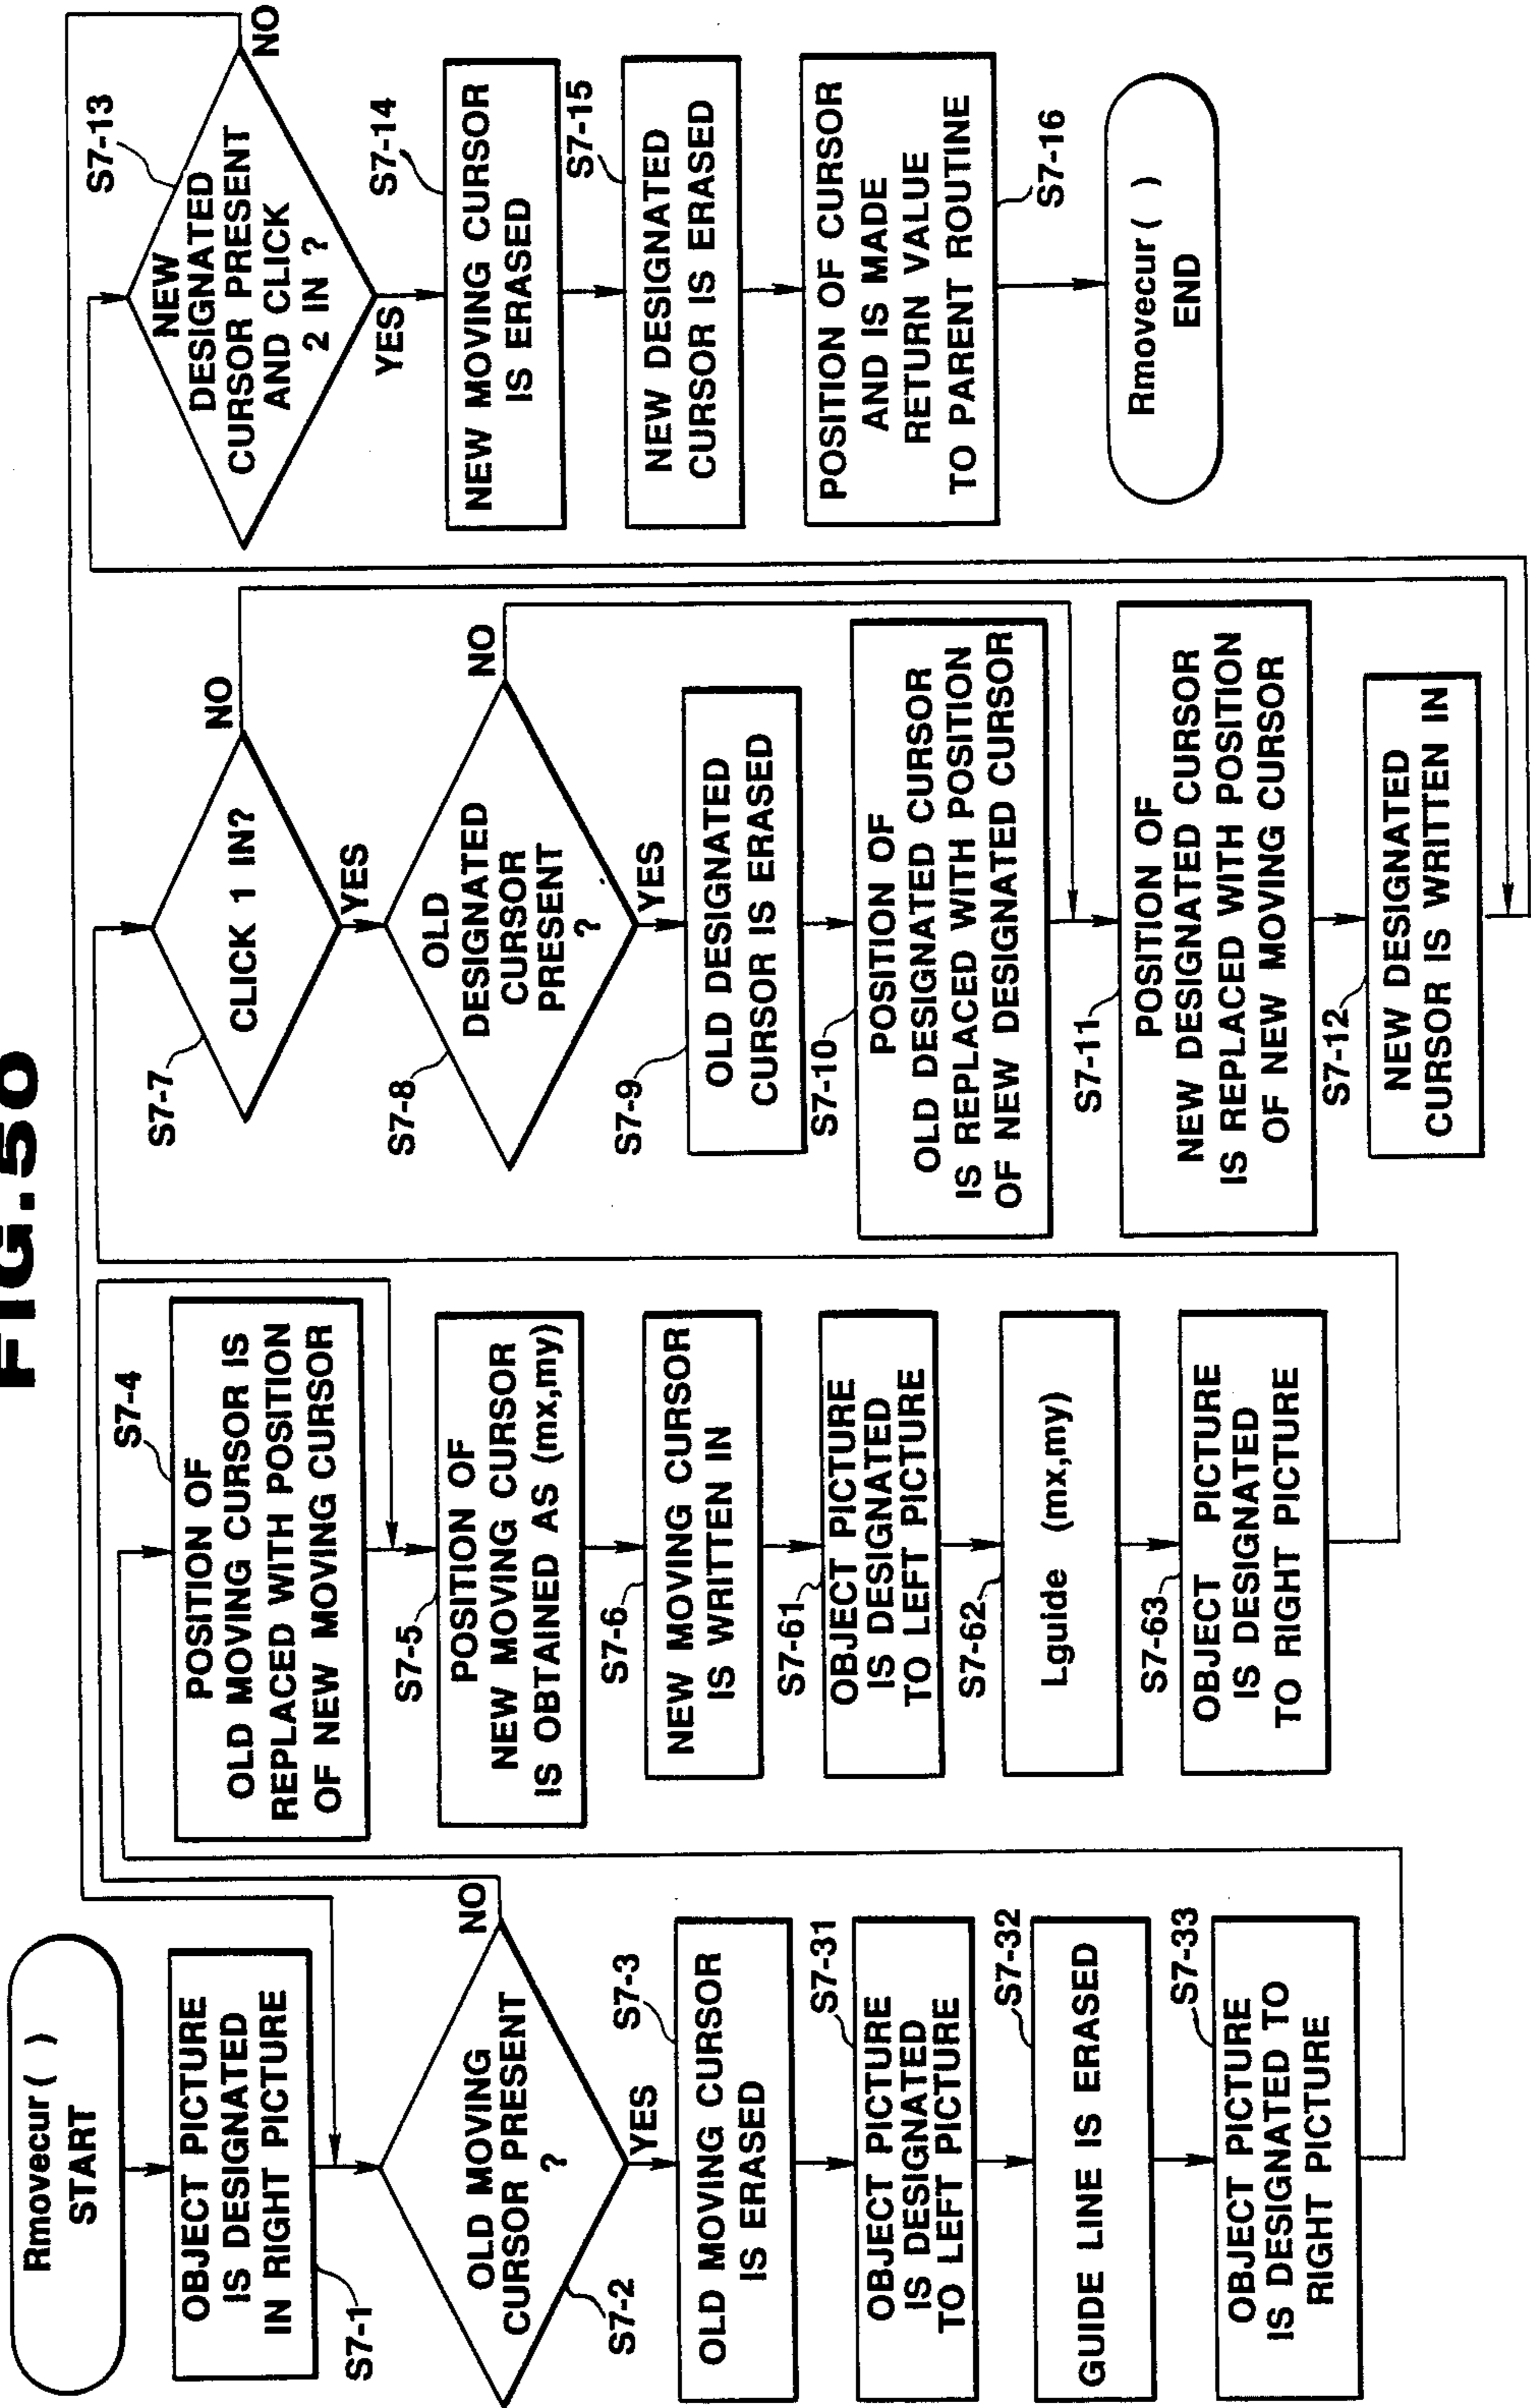 FIG.50
Rmovecur( )
START
OBJECT PICTURE
IS DESIGNATED
IN RIGHT PICTURE
S7-1
OLD MOVING
CURSOR PRESENT
?
S7-2
NO
YES
S7-3
OLD MOVING CURSOR
IS ERASED
S7-31
OBJECT PICTURE
IS DESIGNATED
TO LEFT PICTURE
S7-32
GUIDE LINE IS ERASED
S7-33
OBJECT PICTURE
IS DESIGNATED TO
RIGHT PICTURE
S7-4
POSITION OF
OLD MOVING CURSOR IS
REPLACED WITH POSITION
OF NEW MOVING CURSOR
S7-5
POSITION OF
NEW MOVING CURSOR
IS OBTAINED AS (mx,my)
S7-6
NEW MOVING CURSOR
IS WRITTEN IN
S7-61
OBJECT PICTURE
IS DESIGNATED
TO LEFT PICTURE
S7-62
Lguide (mx,my)
S7-63
OBJECT PICTURE
IS DESIGNATED
TO RIGHT PICTURE
S7-7
CLICK 1 IN?
NO
YES
S7-8
OLD
DESIGNATED
CURSOR
PRESENT
?
NO
YES
S7-9
OLD DESIGNATED
CURSOR IS ERASED
S7-10
POSITION OF
OLD DESIGNATED CURSOR
IS REPLACED WITH POSITION
OF NEW DESIGNATED CURSOR
S7-11
POSITION OF
NEW DESIGNATED CURSOR
IS REPLACED WITH POSITION
OF NEW MOVING CURSOR
S7-12
NEW DESIGNATED
CURSOR IS WRITTEN IN
S7-13
NEW
DESIGNATED
CURSOR PRESENT
AND CLICK
2 IN ?
NO
YES
S7-14
NEW MOVING CURSOR
IS ERASED
S7-15
NEW DESIGNATED
CURSOR IS ERASED
POSITION OF CURSOR
AND IS MADE
RETURN VALUE
TO PARENT ROUTINE
S7-16
Rmovecur( )
END